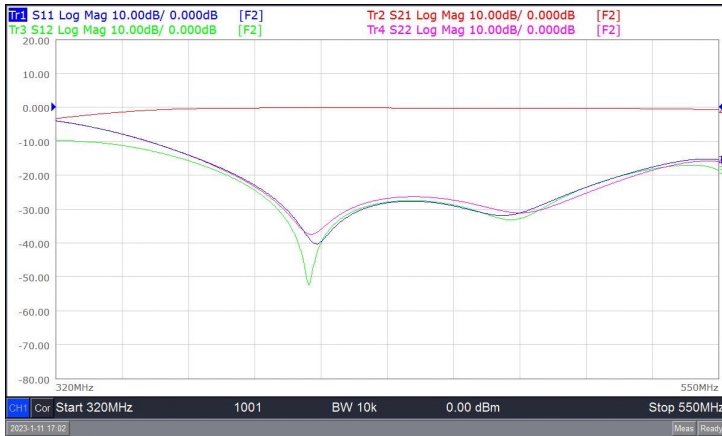 Tr1 S11 Log Mag 10.00dB/ 0.000dB [F2] Tr2 S21 Log Mag 10.00dB/ 0.000dB [F2]
Tr3 S12 Log Mag 10.00dB/ 0.000dB [F2] Tr4 S22 Log Mag 10.00dB/ 0.000dB [F2]
20.00
10.00
0.000
-10.00
-20.00
-30.00
-40.00
-50.00
-60.00
-70.00
-80.00
320MHz 550MHz
CH1 Cor Start 320MHz 1001 BW 10k 0.00 dBm Stop 550MHz
2023-1-11 17:02 Meas Ready